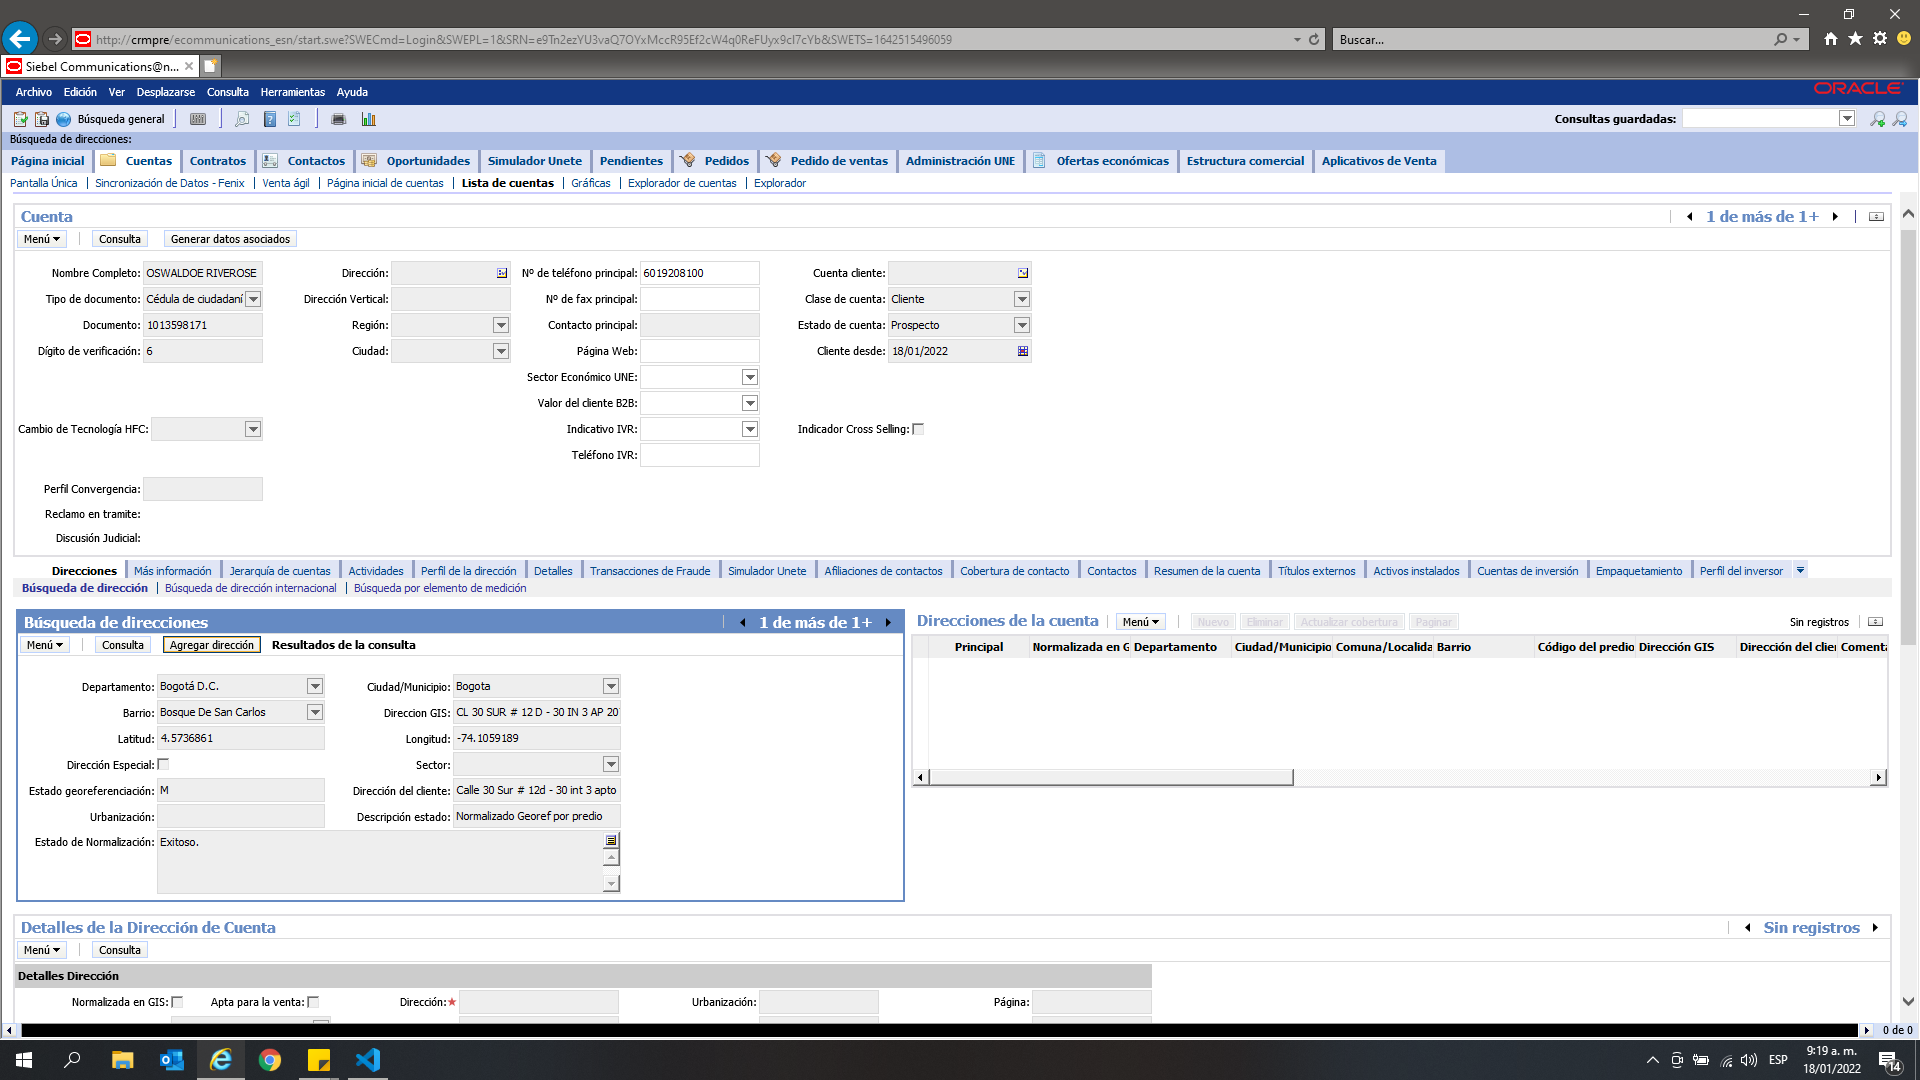 http://crmpre/ecommunications_esn/start.swe?SWECmd=Login&SWEPL=1&SRN=e9Tn2ezYU3vaQ7OYxMccR95Ef2cW4q0ReFUyx9cI7cYb&SWETS=1642515496059
Buscar...
Siebel Communications@n...
Archivo Edición Ver Desplazarse Consulta Herramientas Ayuda
ORACLE
Búsqueda general
Consultas guardadas:
Búsqueda de direcciones:
Página inicial Cuentas Contratos Contactos Oportunidades Simulador Unete Pendientes Pedidos Pedido de ventas Administración UNE Ofertas económicas Estructura comercial Aplicativos de Venta
Pantalla Única Sincronización de Datos - Fenix Venta ágil Página inicial de cuentas Lista de cuentas Gráficas Explorador de cuentas Explorador
Cuenta 1 de más de 1+
Menú Consulta Generar datos asociados
Nombre Completo: OSWALDOE RIVEROSE Dirección: Nº de teléfono principal: 6019208100 Cuenta cliente:
Tipo de documento: Cédula de ciudadaní Dirección Vertical: Nº de fax principal: Clase de cuenta: Cliente
Documento: 1013598171 Región: Contacto principal: Estado de cuenta: Prospecto
Dígito de verificación: 6 Ciudad: Página Web: Cliente desde: 18/01/2022
Sector Económico UNE:
Valor del cliente B2B:
Cambio de Tecnología HFC: Indicativo IVR: Indicador Cross Selling:
Teléfono IVR:
Perfil Convergencia:
Reclamo en tramite:
Discusión Judicial:
Direcciones Más información Jerarquía de cuentas Actividades Perfil de la dirección Detalles Transacciones de Fraude Simulador Unete Afiliaciones de contactos Cobertura de contacto Contactos Resumen de la cuenta Títulos externos Activos instalados Cuentas de inversión Empaquetamiento Perfil del inversor
Búsqueda de dirección Búsqueda de dirección internacional Búsqueda por elemento de medición
Búsqueda de direcciones 1 de más de 1+
Menú Consulta Agregar dirección Resultados de la consulta
Departamento: Bogotá D.C. Ciudad/Municipio: Bogota
Barrio: Bosque De San Carlos Direccion GIS: CL 30 SUR # 12 D - 30 IN 3 AP 20
Latitud: 4.5736861 Longitud: -74.1059189
Dirección Especial: Sector:
Estado georeferenciación: M Dirección del cliente: Calle 30 Sur # 12d - 30 int 3 apto
Urbanización: Descripción estado: Normalizado Georef por predio
Estado de Normalización: Exitoso.
Direcciones de la cuenta Menú Nuevo Eliminar Actualizar cobertura Paginar Sin registros
Principal Normalizada en G Departamento Ciudad/Municipio Comuna/Localida Barrio Código del predio Dirección GIS Dirección del clie Comenta
Detalles de la Dirección de Cuenta Sin registros
Menú Consulta
Detalles Dirección
Normalizada en GIS: Apta para la venta: Dirección:★ Urbanización: Página:
0 de 0
ESP
9:19 a. m.
18/01/2022
14